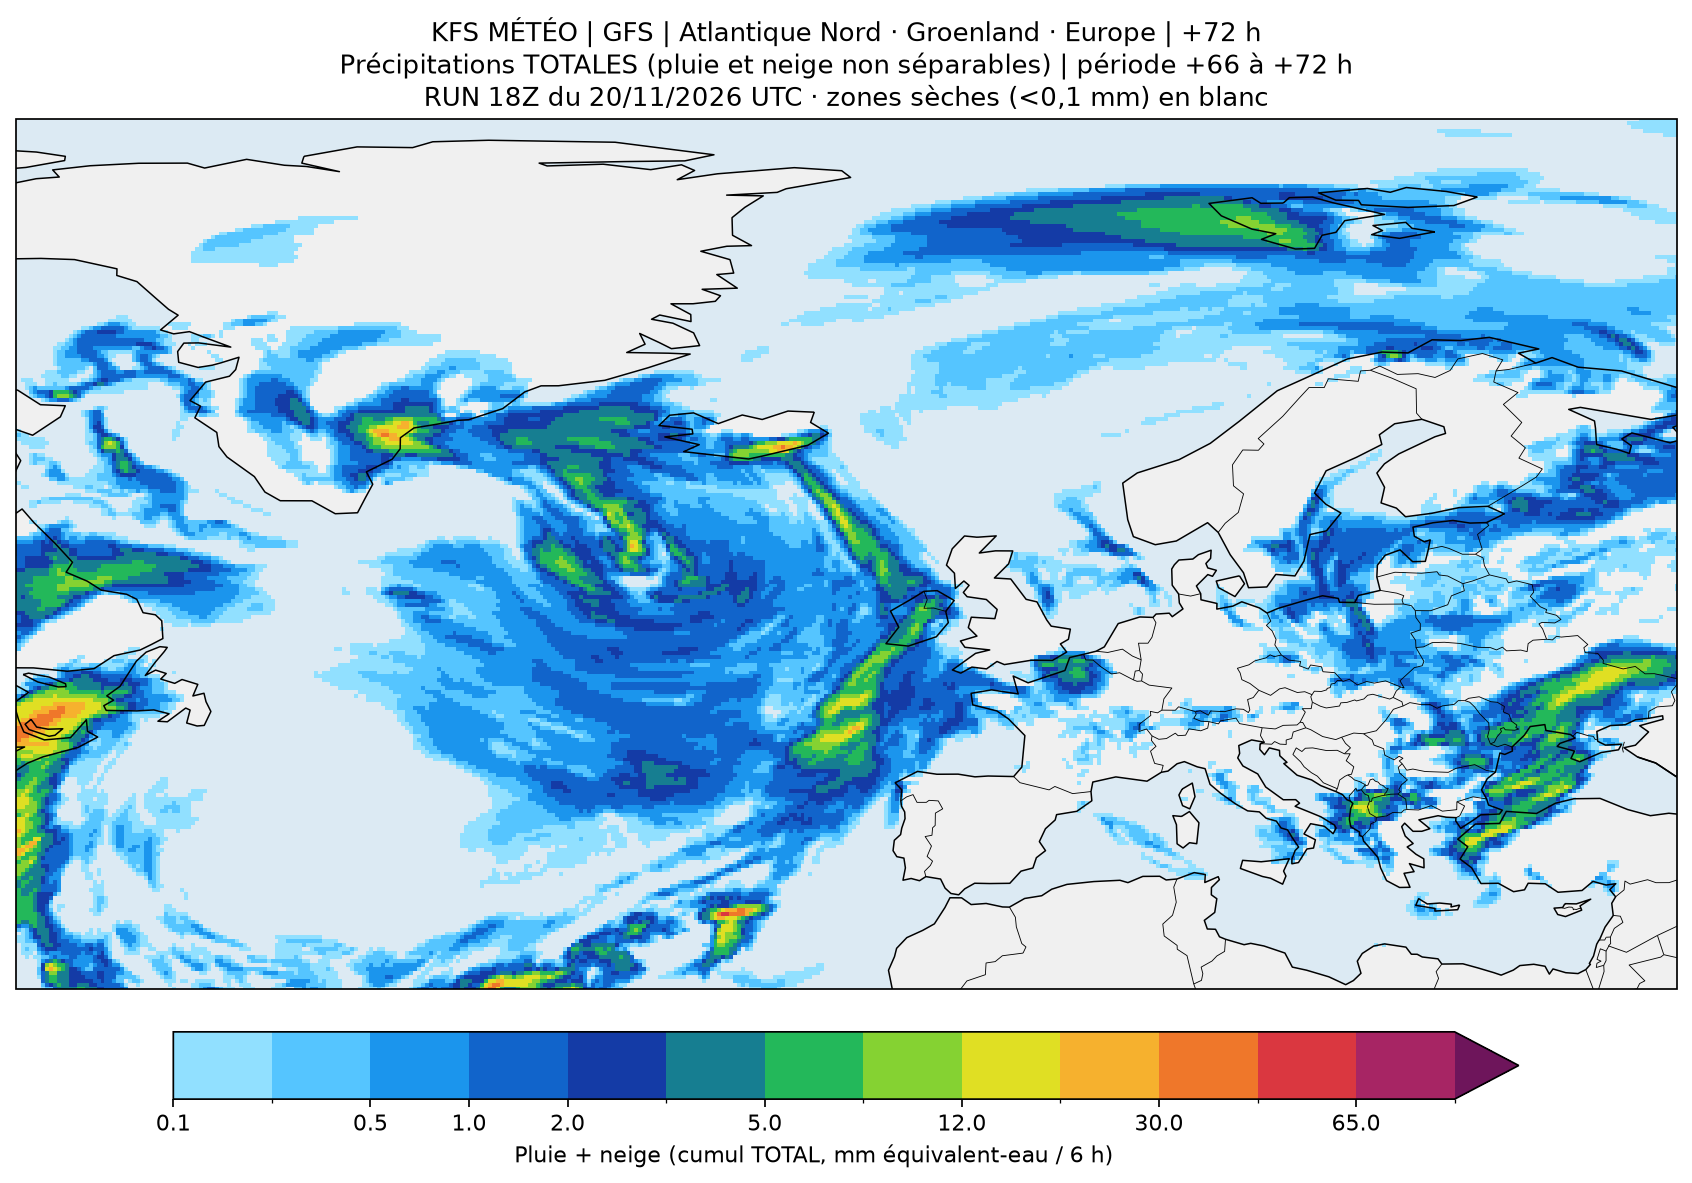 KFS MÉTÉO | GFS | Atlantique Nord · Groenland · Europe | +72 h
Précipitations TOTALES (pluie et neige non séparables) | période +66 à +72 h
RUN 18Z du 20/11/2026 UTC · zones sèches (<0,1 mm) en blanc
0.1 0.5 1.0 2.0 5.0 12.0 30.0 65.0
Pluie + neige (cumul TOTAL, mm équivalent-eau / 6 h)